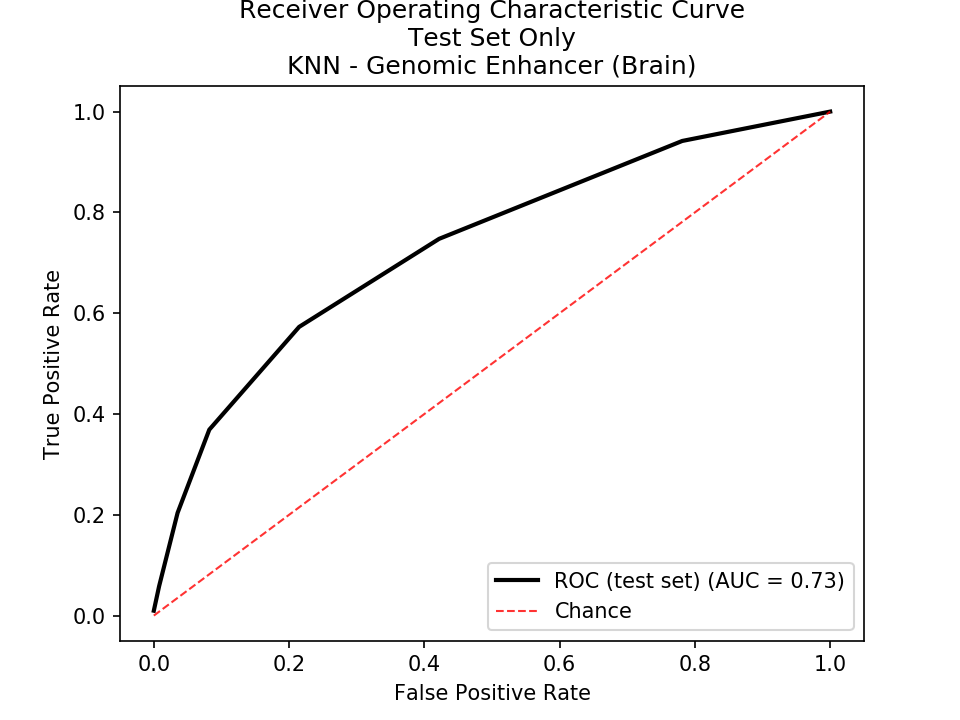 Receiver Operating Characteristic Curve
Test Set Only
KNN - Genomic Enhancer (Brain)
1.0
0.8
0.6
0.4
0.2
0.0
True Positive Rate
ROC (test set) (AUC = 0.73)
Chance
0.0 0.2 0.4 0.6 0.8 1.0
False Positive Rate